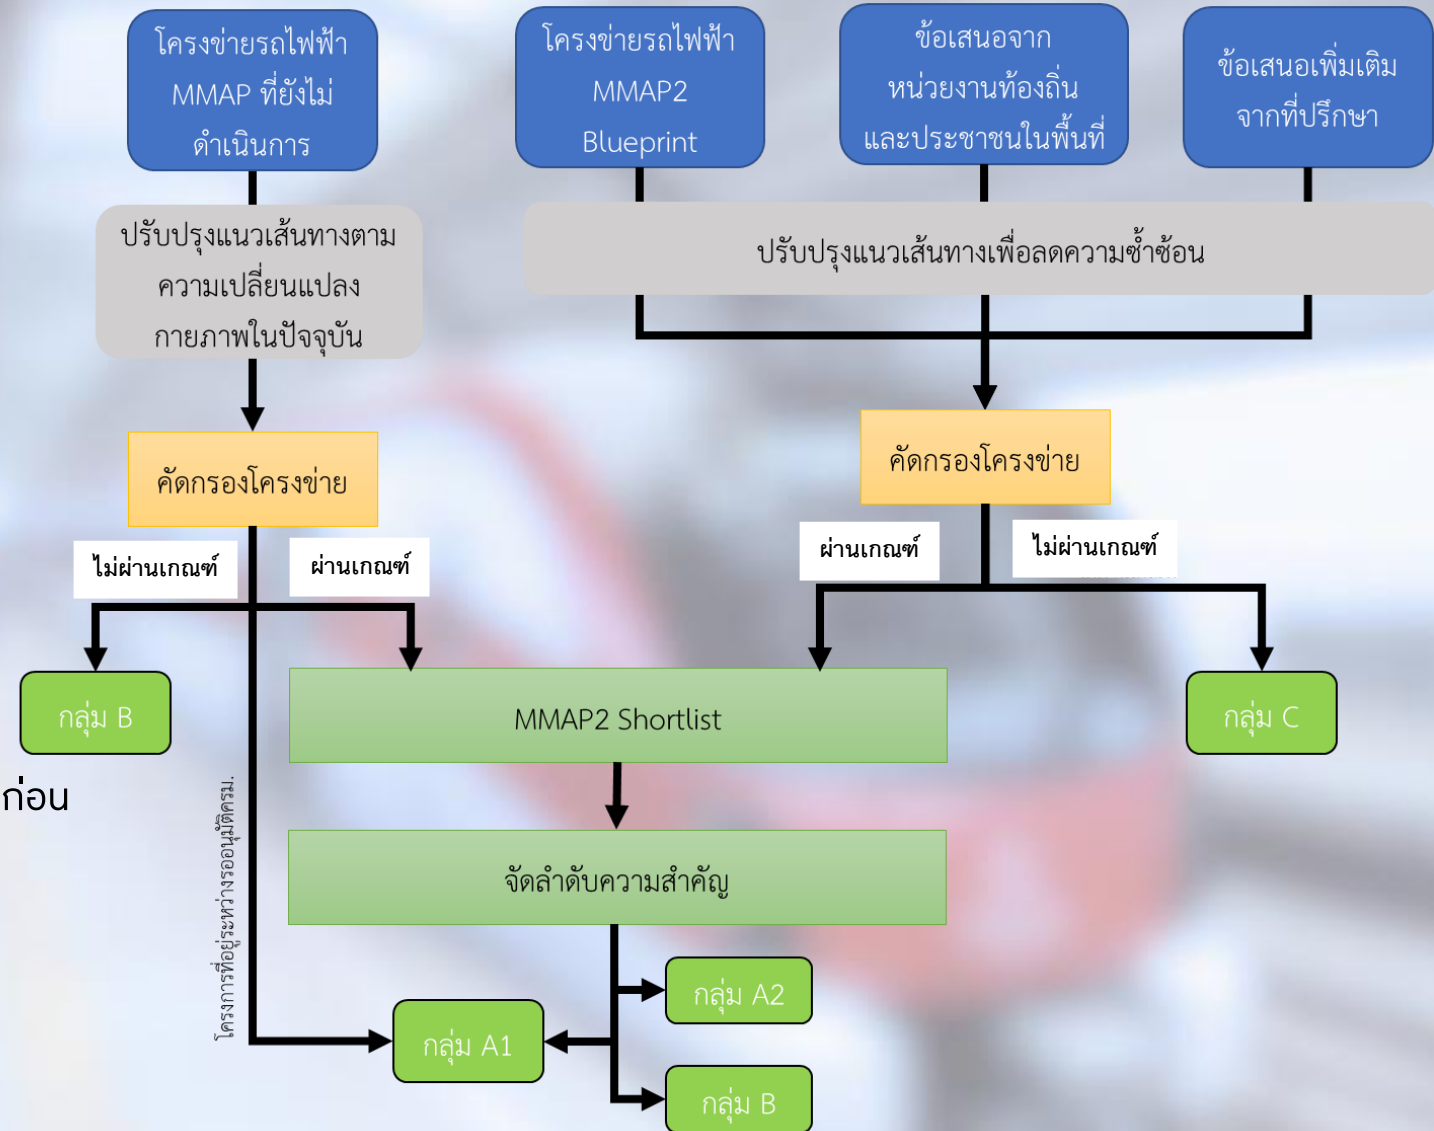 โครงข่ายรถไฟฟ้า
MMAP ที่ยังไม่
ดำเนินการ
โครงข่ายรถไฟฟ้า
MMAP2
Blueprint
ข้อเสนอจาก
หน่วยงานท้องถิ่น
และประชาชนในพื้นที่
ข้อเสนอเพิ่มเติม
จากที่ปรึกษา
ปรับปรุงแนวเส้นทางตาม
ความเปลี่ยนแปลง
กายภาพในปัจจุบัน
ปรับปรุงแนวเส้นทางเพื่อลดความซ้ำซ้อน
คัดกรองโครงข่าย
คัดกรองโครงข่าย
ไม่ผ่านเกณฑ์
ผ่านเกณฑ์
ผ่านเกณฑ์
ไม่ผ่านเกณฑ์
กลุ่ม B
MMAP2 Shortlist
กลุ่ม C
ก่อน
โครงการที่อยู่ระหว่างรออนุมัติครม.
จัดลำดับความสำคัญ
กลุ่ม A2
กลุ่ม A1
กลุ่ม B